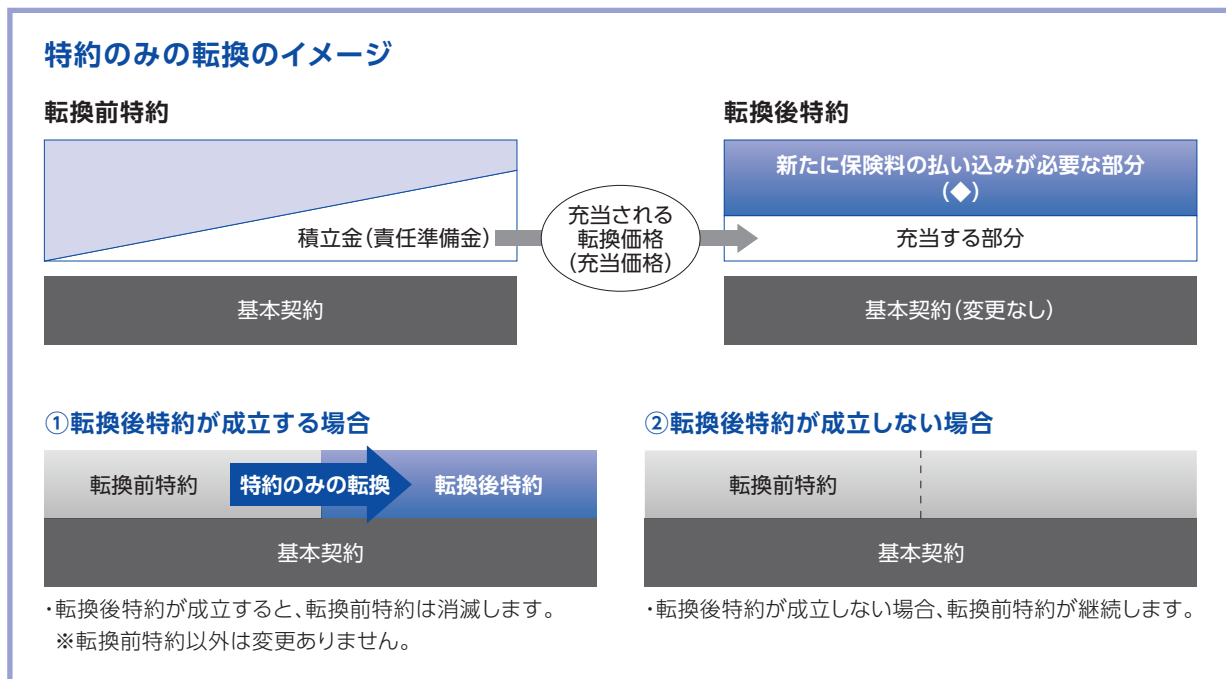 特約のみの転換のイメージ
転換前特約
積立金(責任準備金)
基本契約
充当される
転換価格
(充当価格)
転換後特約
新たに保険料の払い込みが必要な部分
(◆)
充当する部分
基本契約(変更なし)
①転換後特約が成立する場合
転換前特約
特約のみの転換
転換後特約
基本契約
・転換後特約が成立すると、転換前特約は消滅します。
※転換前特約以外は変更ありません。
②転換後特約が成立しない場合
転換前特約
基本契約
・転換後特約が成立しない場合、転換前特約が継続します。